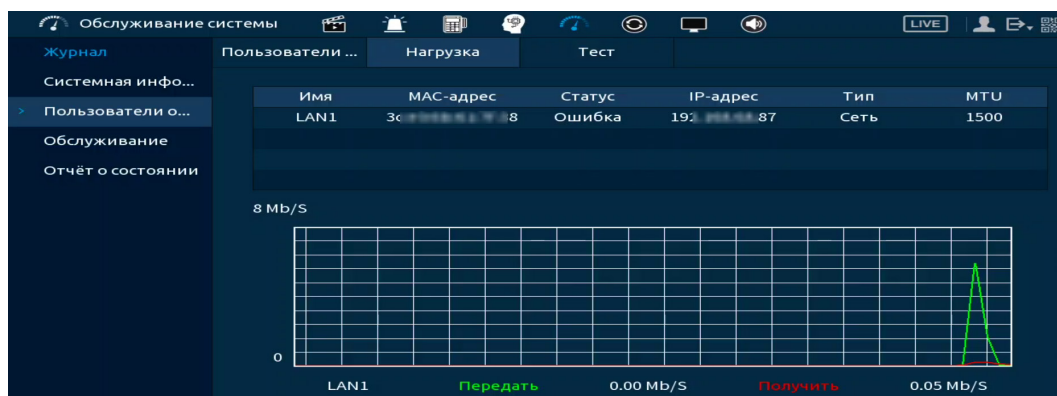 Обслуживание системы LIVE
Журнал Пользователи ... Нагрузка Тест
Системная инфо...
Пользователи о...
Обслуживание
Отчёт о состоянии
Имя MAC-адрес Статус IP-адрес Тип MTU
LAN1 Ошибка Сеть 1500
8 Mb/S
0
LAN1 Передать 0.00 Mb/S Получить 0.05 Mb/S